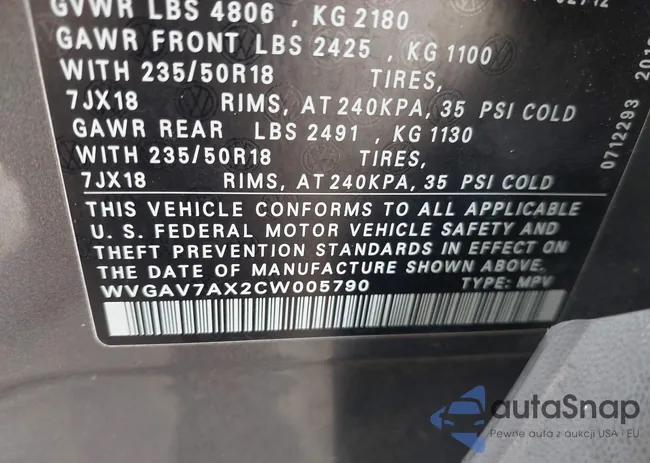 GVWR LBS 4806 , KG 2180
GAWR FRONT LBS 2425 , KG 1100
WITH 235/50R18 TIRES,
7JX18 RIMS, AT 240KPA, 35 PSI COLD
GAWR REAR LBS 2491 , KG 1130
WITH 235/50R18 TIRES,
7JX18 RIMS, AT 240KPA, 35 PSI COLD
THIS VEHICLE CONFORMS TO ALL APPLICABLE
U. S. FEDERAL MOTOR VEHICLE SAFETY AND
THEFT PREVENTION STANDARDS IN EFFECT ON
THE DATE OF MANUFACTURE SHOWN ABOVE.
WVGAV7AX2CW005790 TYPE: MPV
0712293
autaSnap
Pewne auta z aukcji USA i EU